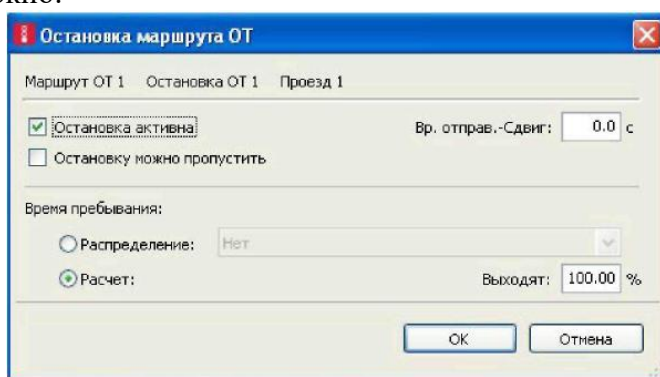 Остановка маршрута ОТ
Маршрут ОТ 1 Остановка ОТ 1 Проезд 1
Остановка активна Вр. отправ.-Сдвиг: 0.0 с
Остановку можно пропустить
Время пребывания:
Распределение: Нет
Расчет: Выходят: 100.00 %
ОК Отмена